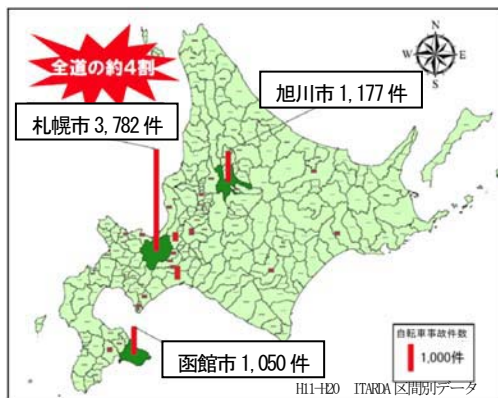 全道の約4割
N
W
E
S
旭川市 1,177 件
札幌市 3,782 件
函館市 1,050 件
自転車事故件数
1,000件
H11-H20 ITARDA 区間別データ